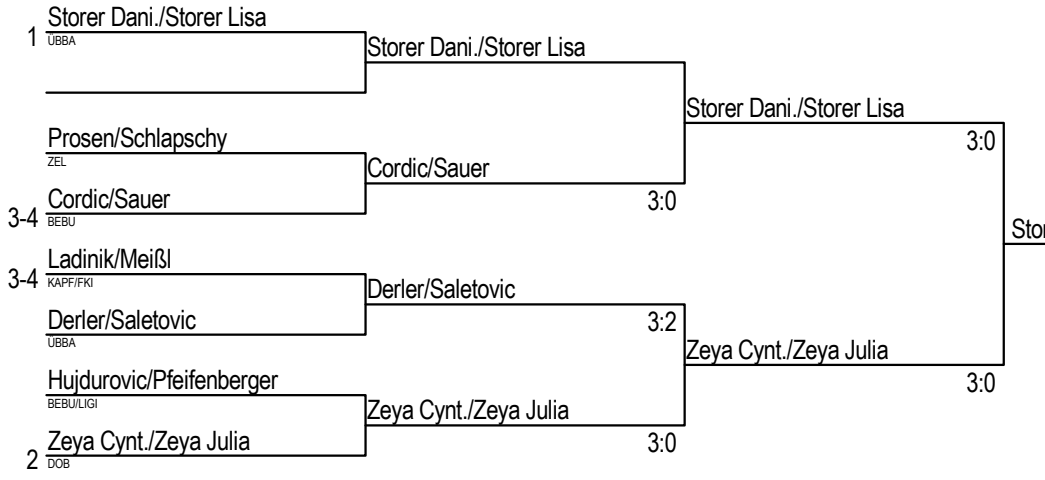 Storer Dani./Storer Lisa
1
ÜBBA
Storer Dani./Storer Lisa
Storer Dani./Storer Lisa
3:0
Prosen/Schlapschy
ZEL
Cordic/Sauer
3:0
Cordic/Sauer
3-4
BEBU
Stor
Ladinik/Meißl
3-4
KAPF/FKI
Derler/Saletovic
3:2
Derler/Saletovic
ÜBBA
Zeya Cynt./Zeya Julia
3:0
Hujdurovic/Pfeifenberger
BEBU/LIGI
Zeya Cynt./Zeya Julia
3:0
Zeya Cynt./Zeya Julia
2
DOB